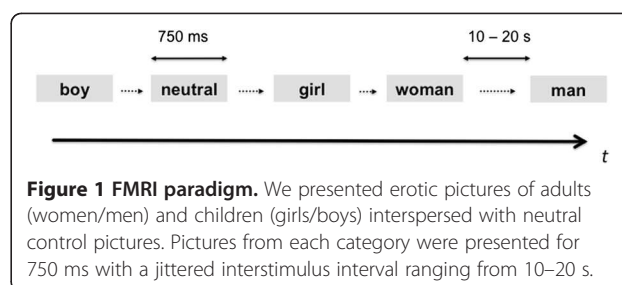 750 ms
10 – 20 s
boy
neutral
girl
woman
man
t
Figure 1 FMRI paradigm. We presented erotic pictures of adults
(women/men) and children (girls/boys) interspersed with neutral
control pictures. Pictures from each category were presented for
750 ms with a jittered interstimulus interval ranging from 10–20 s.